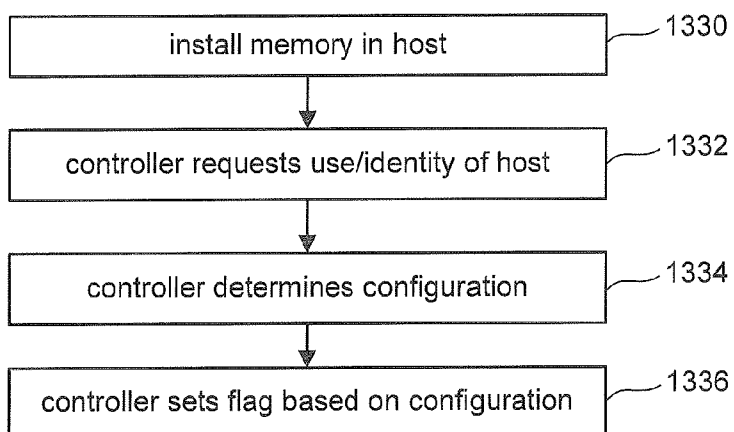 install memory in host
1330
controller requests use/identity of host
1332
controller determines configuration
1334
controller sets flag based on configuration
1336